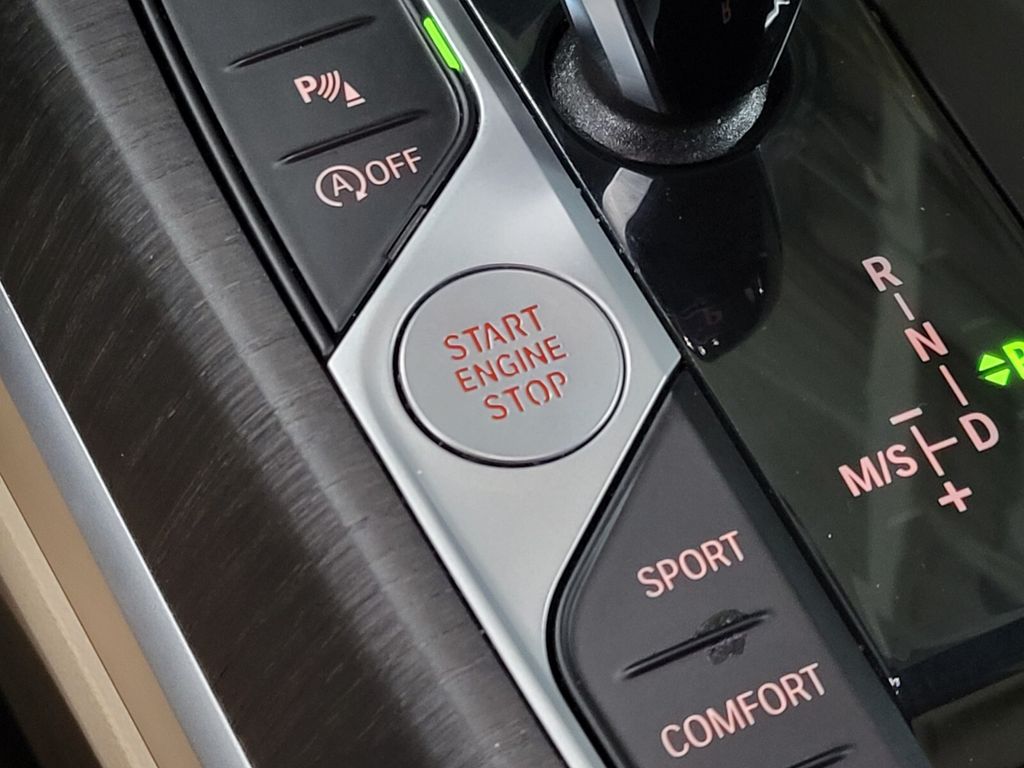 P
A OFF
START
ENGINE
STOP
R
N
D
M/S
+
P
SPORT
COMFORT